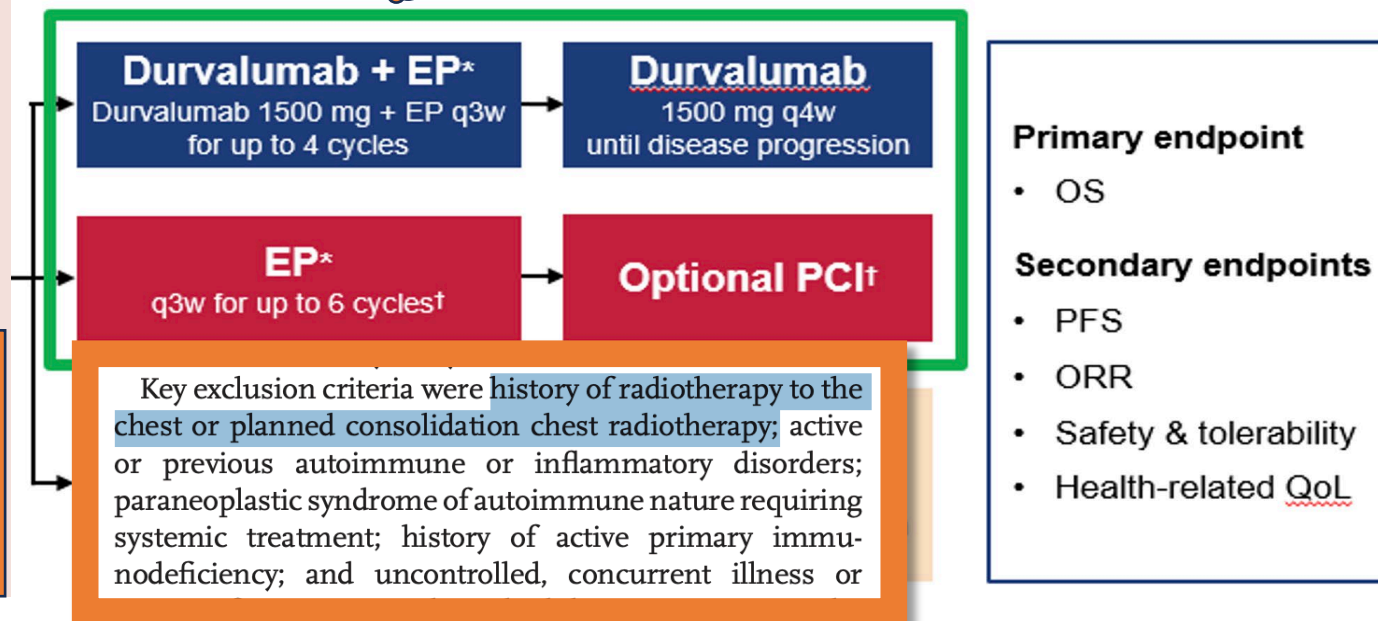 Durvalumab + EP*
Durvalumab 1500 mg + EP q3w
for up to 4 cycles
Durvalumab
1500 mg q4w
until disease progression
EP*
q3w for up to 6 cycles†
Optional PCI†
Key exclusion criteria were history of radiotherapy to the
chest or planned consolidation chest radiotherapy; active
or previous autoimmune or inflammatory disorders;
paraneoplastic syndrome of autoimmune nature requiring
systemic treatment; history of active primary immu-
nodeficiency; and uncontrolled, concurrent illness or
Primary endpoint
• OS
Secondary endpoints
• PFS
• ORR
• Safety & tolerability
• Health-related QoL